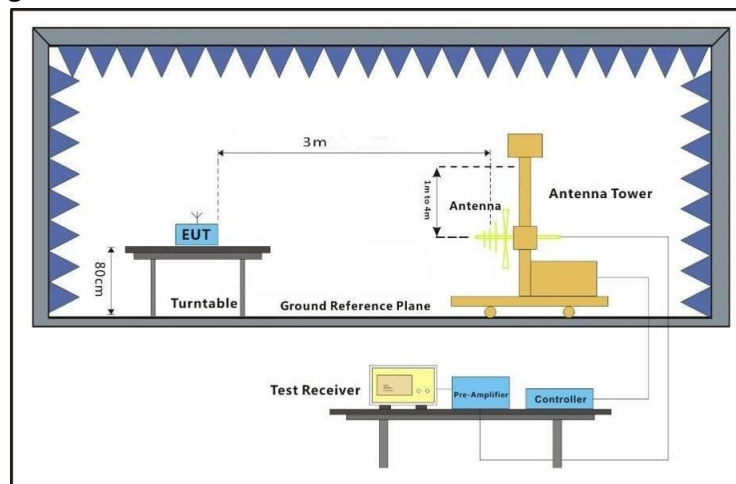 3m
1m to 4m
Antenna
Antenna Tower
EUT
80cm
Turntable
Ground Reference Plane
Test Receiver
Pre-Amplifier
Controller